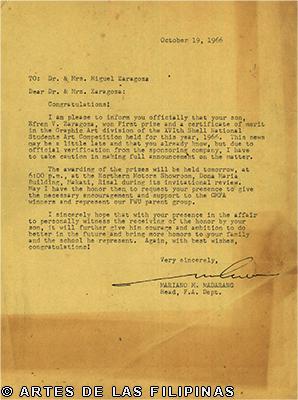 October 19, 1966
TO: Dr. & Mrs. Miguel Zaragoza
Dear Dr. & Mrs. Zaragoza:
Congratulations!
I am please to inform you officially that your son,
Efren V. Zaragoza, won First prize and a certificate of merit
in the Graphic Art division of the XVIth Shell National
Students Art Competition held for this year, 1966. This news
may be a little late and that you already know, but due to
official verification from the sponsoring company, I have
to take caution in making full announcement on the matter.
The awarding of the prizes will be held tomorrow, at
6:00 p.m., at the Northern Motors Showroom, Dona Maria
Building, Makati, Rizal during its invitational review.
May I have the honor then to request your presence to give
the necessary encouragement and support to the
winners and represent our PWU parent group.
I sincerely hope that with your presence in the affair
to personally witness the receiving of the honor by your
son, it will further give him courage and ambition to do
better in the future and bring more honors to your family
and the school he represent. Again, with best wishes,
congratulations!
Very sincerely,
MARIANO M. MADARANG
Head, F.A. Dept.
© ARTES DE LAS FILIPINAS